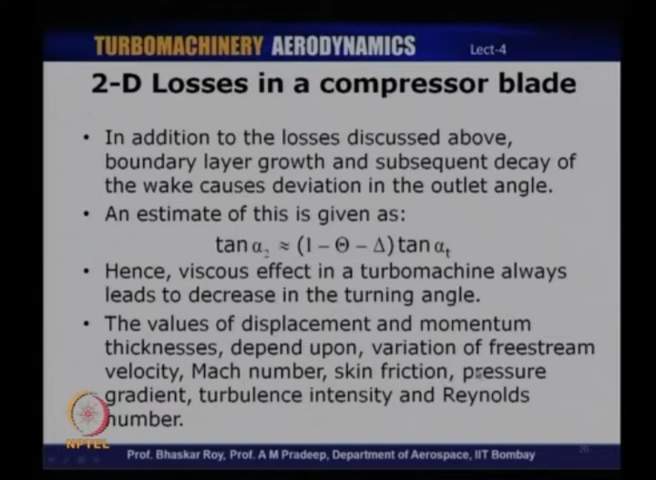 TURBOMACHINERY AERODYNAMICS Lect-4
2-D Losses in a compressor blade
• In addition to the losses discussed above,
boundary layer growth and subsequent decay of
the wake causes deviation in the outlet angle.
• An estimate of this is given as:
tan α₂ ≈ (1 − Θ − Δ) tan αₜ
• Hence, viscous effect in a turbomachine always
leads to decrease in the turning angle.
• The values of displacement and momentum
thicknesses, depend upon, variation of freestream
velocity, Mach number, skin friction, pressure
gradient, turbulence intensity and Reynolds
number.
NPTEL
Prof. Bhaskar Roy, Prof. A M Pradeep, Department of Aerospace, IIT Bombay